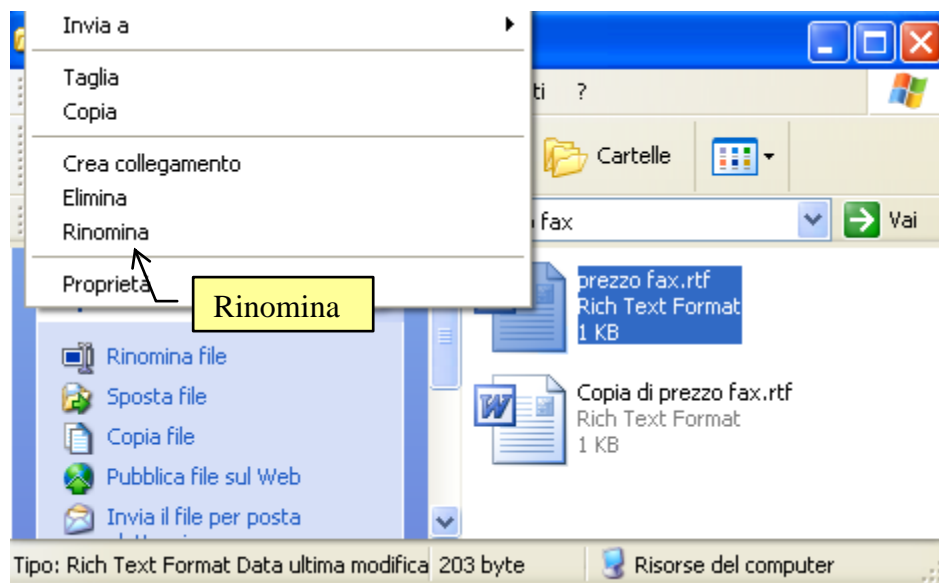 Invia a
Taglia
Copia
Crea collegamento
Elimina
Rinomina
Proprietà
Rinomina
ti ?
Cartelle
fax
Vai
prezzo fax.rtf
Rich Text Format
1 KB
Copia di prezzo fax.rtf
Rich Text Format
1 KB
Rinomina file
Sposta file
Copia file
Pubblica file sul Web
Invia il file per posta
Tipo: Rich Text Format Data ultima modifica 203 byte Risorse del computer